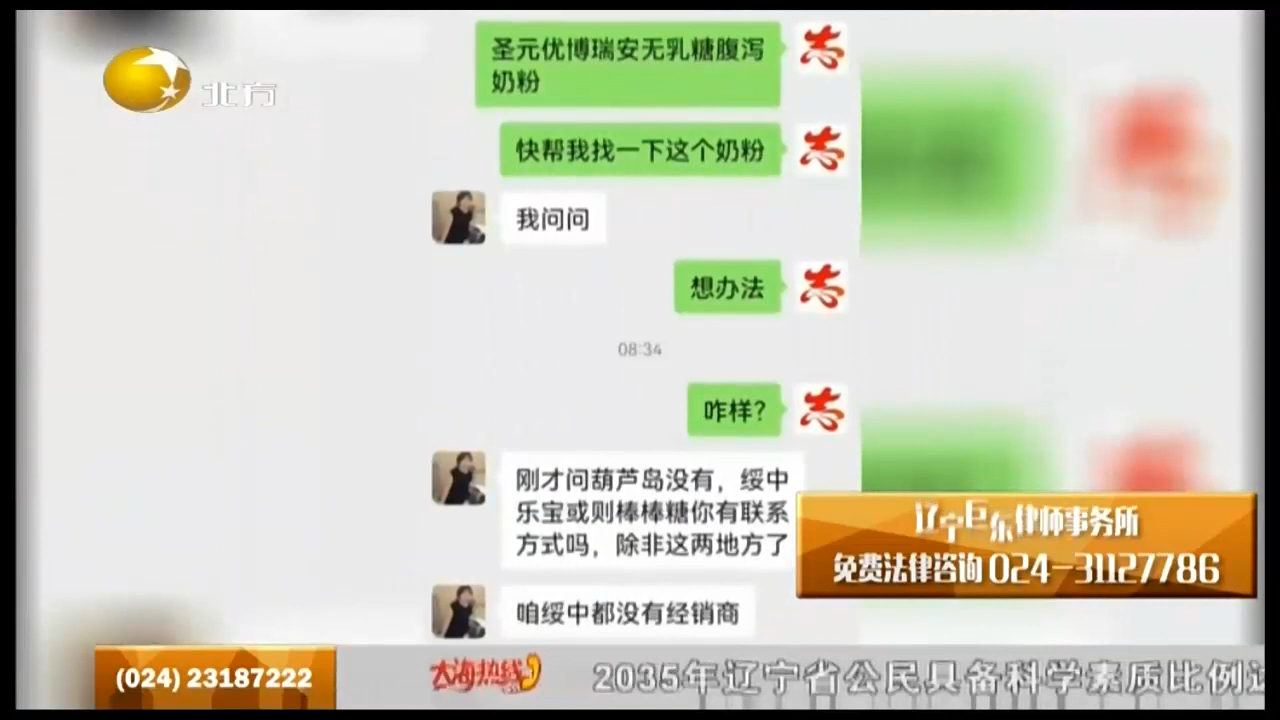 圣元优博瑞安无乳糖腹泻
奶粉
北方
快帮我找一下这个奶粉
我问问
想办法
08:34
咋样?
刚才问葫芦岛没有，绥中
乐宝或则棒棒糖你有联系
方式吗，除非这两地方了
咱绥中都没有经销商
辽宁巨东律师事务所
免费法律咨询 024-31127786
(024) 23187222
大海热线
2035年辽宁省公民具备科学素质比例达